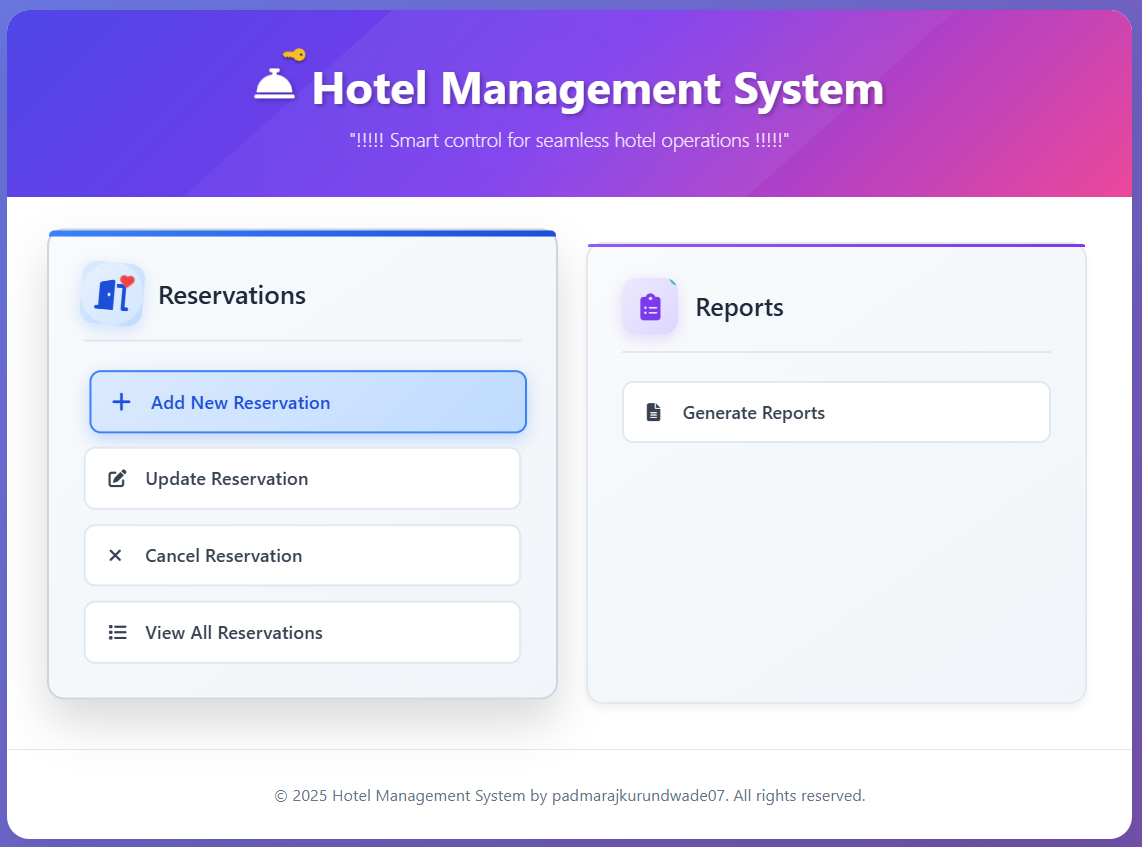 Hotel Management System
"!!!!! Smart control for seamless hotel operations !!!!!"
Reservations
Add New Reservation
Update Reservation
Cancel Reservation
View All Reservations
Reports
Generate Reports
© 2025 Hotel Management System by padmarajkurundwade07. All rights reserved.